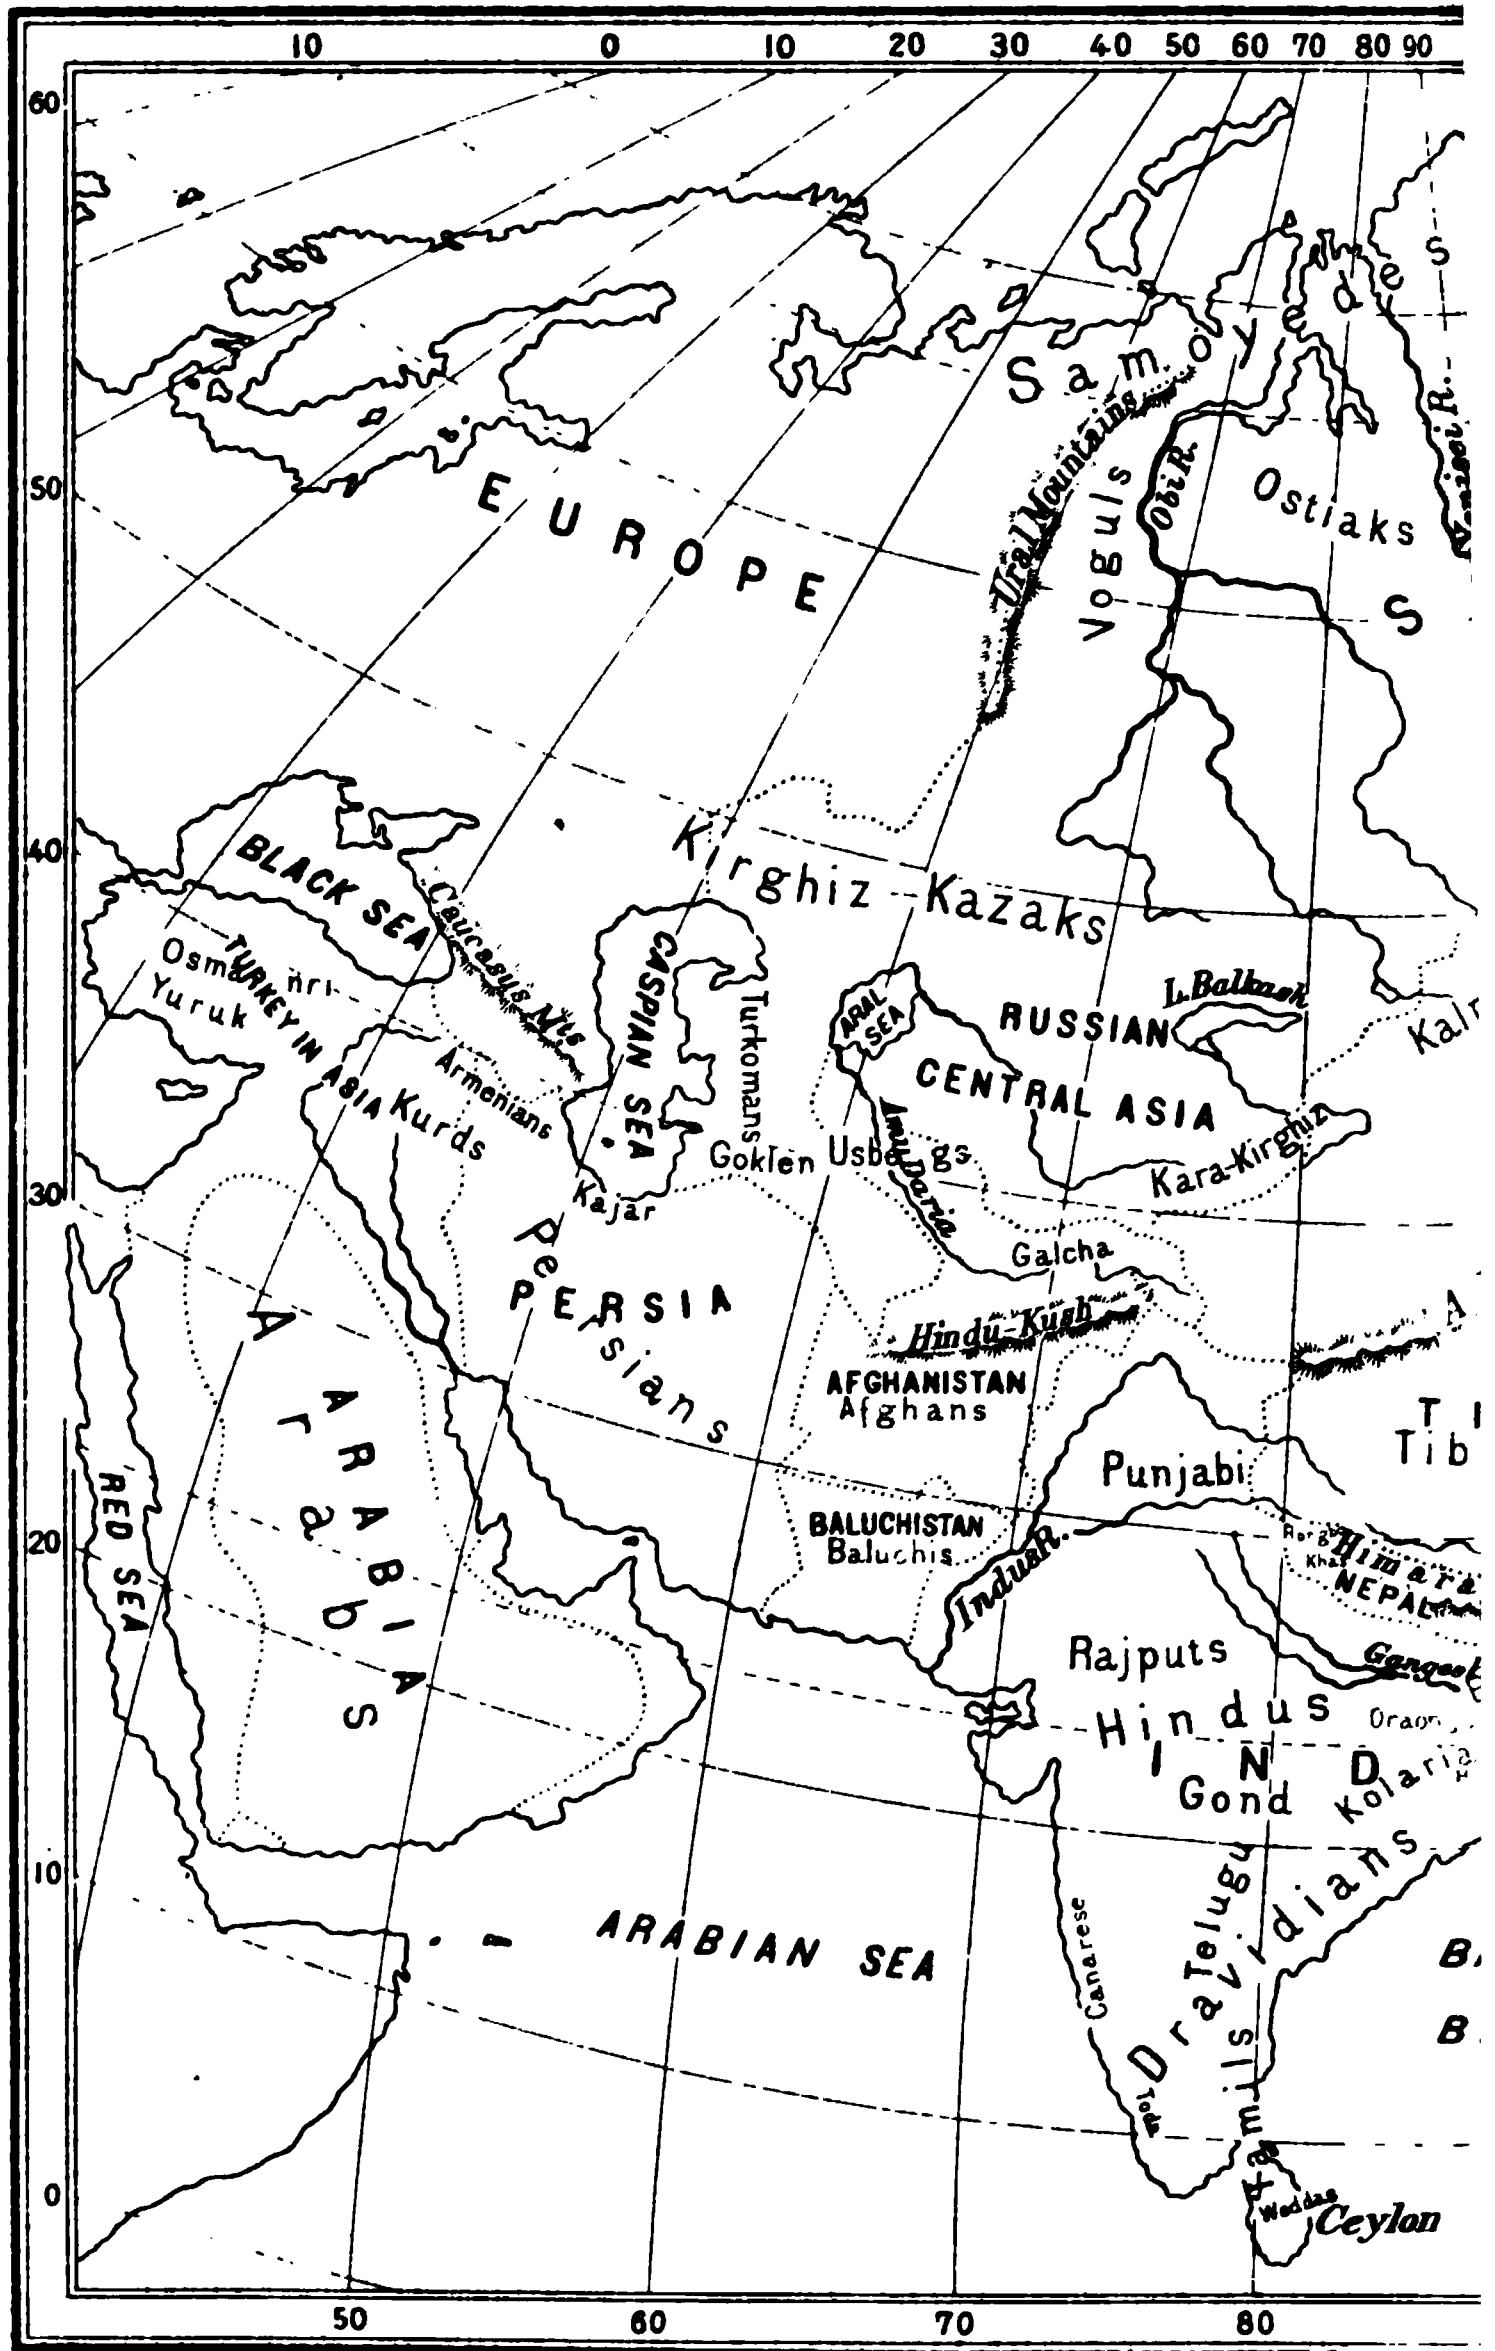 10 0 10 20 30 40 50 60 70 80 90
60
50
40
30
20
10
0
Samoyedes
Ural Mountains
Voguls
Obi R.
Ostiaks
S
EUROPE
Kirghiz Kazaks
BLACK SEA
Caucasus Mts
CASPIAN SEA
TURKEY IN ASIA
Yuruk
Armenians
Kurds
Turkomans
ARAL SEA
RUSSIAN
CENTRAL ASIA
L. Balkash
Kara-Kirghiz
Goklen
Usbegs
Amu Daria
Kajar
Galcha
PERSIA
Persians
Hindu-Kush
A
AFGHANISTAN
Afghans
T
Tib
Punjabi
ARABIA
Arabs
RED SEA
BALUCHISTAN
Baluchis
Indus R.
NEPAL
Rajputs
Ganges
Hindus
IND
Gond
Dravidians
Telugu
Canarese
Tamils
Toda
Weddas
Ceylon
ARABIAN SEA
B
B
50 60 70 80